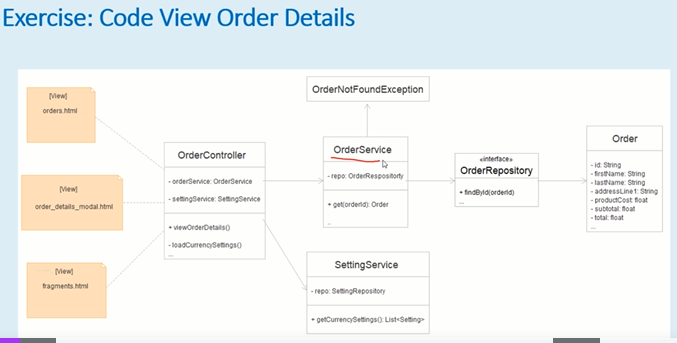 Exercise: Code View Order Details
[View]
orders.html
[View]
order_details_modal.html
[View]
fragments.html
OrderController
- orderService: OrderService
- settingService: SettingService
+ viewOrderDetails()
- loadCurrencySettings()
...
OrderNotFoundException
OrderService
- repo: OrderRespository
+ get(orderId): Order
...
SettingService
- repo: SettingRepository
+ getCurrencySettings(): List<Setting>
«interface»
OrderRepository
+ findById(orderId)
...
Order
- id: String
- firstName: String
- lastName: String
- addressLine1: String
- productCost: float
- subtotal: float
- total: float
...